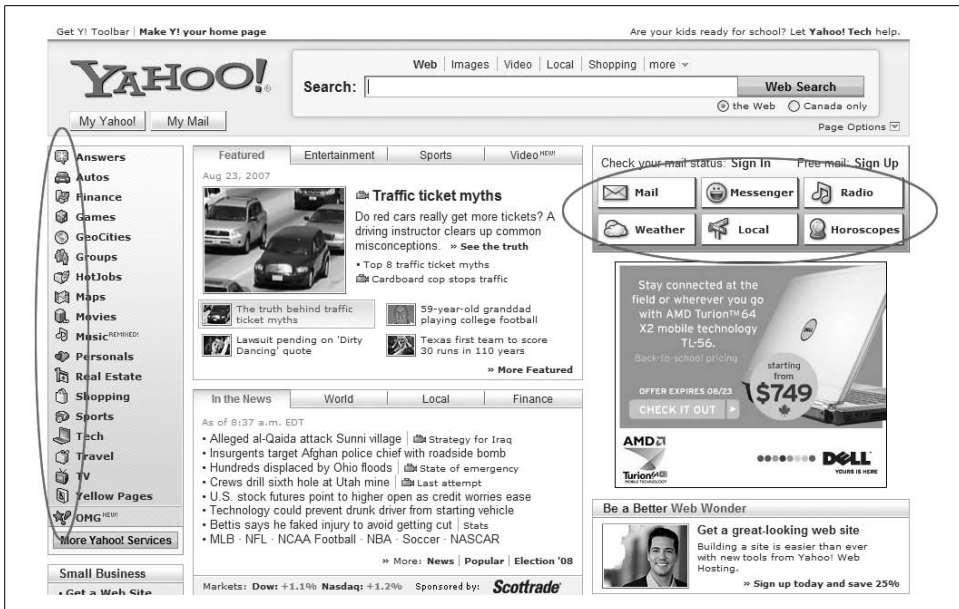 Get Y! Toolbar | Make Y! your home page
Are your kids ready for school? Let Yahoo! Tech help.
YAHOO!®
Web | Images | Video | Local | Shopping | more
Search:
Web Search
the Web Canada only
My Yahoo! My Mail
Page Options
Answers
Autos
Finance
Games
GeoCities
Groups
HotJobs
Maps
Movies
Music REMIXED!
Personals
Real Estate
Shopping
Sports
Tech
Travel
TV
Yellow Pages
OMG NEW!
More Yahoo! Services
Small Business
• Get a Web Site
Featured Entertainment Sports Video NEW!
Aug 23, 2007
Traffic ticket myths
Do red cars really get more tickets? A
driving instructor clears up common
misconceptions. » See the truth
• Top 8 traffic ticket myths
Cardboard cop stops traffic
The truth behind traffic
ticket myths
59-year-old granddad
playing college football
Lawsuit pending on 'Dirty
Dancing' quote
Texas first team to score
30 runs in 110 years
» More Featured
In the News World Local Finance
As of 8:37 a.m. EDT
• Alleged al-Qaida attack Sunni village | Strategy for Iraq
• Insurgents target Afghan police chief with roadside bomb
• Hundreds displaced by Ohio floods | State of emergency
• Crews drill sixth hole at Utah mine | Last attempt
• U.S. stock futures point to higher open as credit worries ease
• Technology could prevent drunk driver from starting vehicle
• Bettis says he faked injury to avoid getting cut | Stats
• MLB · NFL · NCAA Football · NBA · Soccer · NASCAR
» More: News | Popular | Election '08
Markets: Dow: +1.1% Nasdaq: +1.2% Sponsored by: Scottrade
Check your mail status: Sign In Free mail: Sign Up
Mail Messenger Radio
Weather Local Horoscopes
Stay connected at the
field or wherever you go
with AMD Turion™ 64
X2 mobile technology
TL-56.
Back-to-school pricing
starting
from
$749
OFFER EXPIRES 08/23
CHECK IT OUT
DELL
AMD
Turion 64 X2
MOBILE TECHNOLOGY
DELL
YOURS IS HERE
Be a Better Web Wonder
Get a great-looking web site
Building a site is easier than ever
with new tools from Yahoo! Web
Hosting.
» Sign up today and save 25%